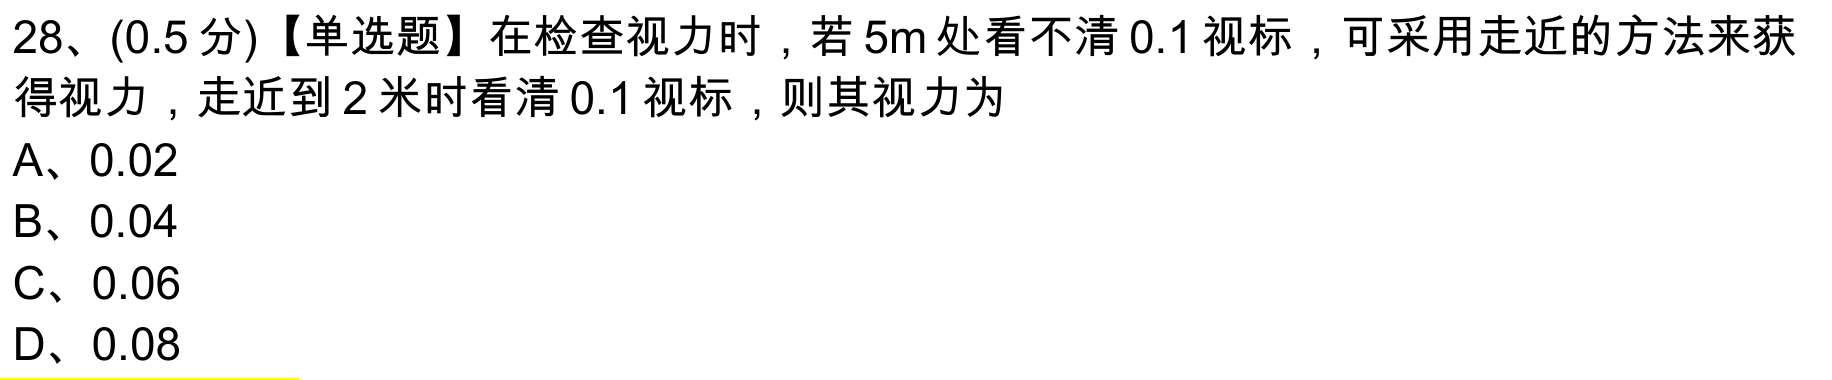 28、(0.5 分)【单选题】在检查视力时，若 5m 处看不清 0.1 视标，可采用走近的方法来获
得视力，走近到 2 米时看清 0.1 视标，则其视力为
A、0.02
B、0.04
C、0.06
D、0.08